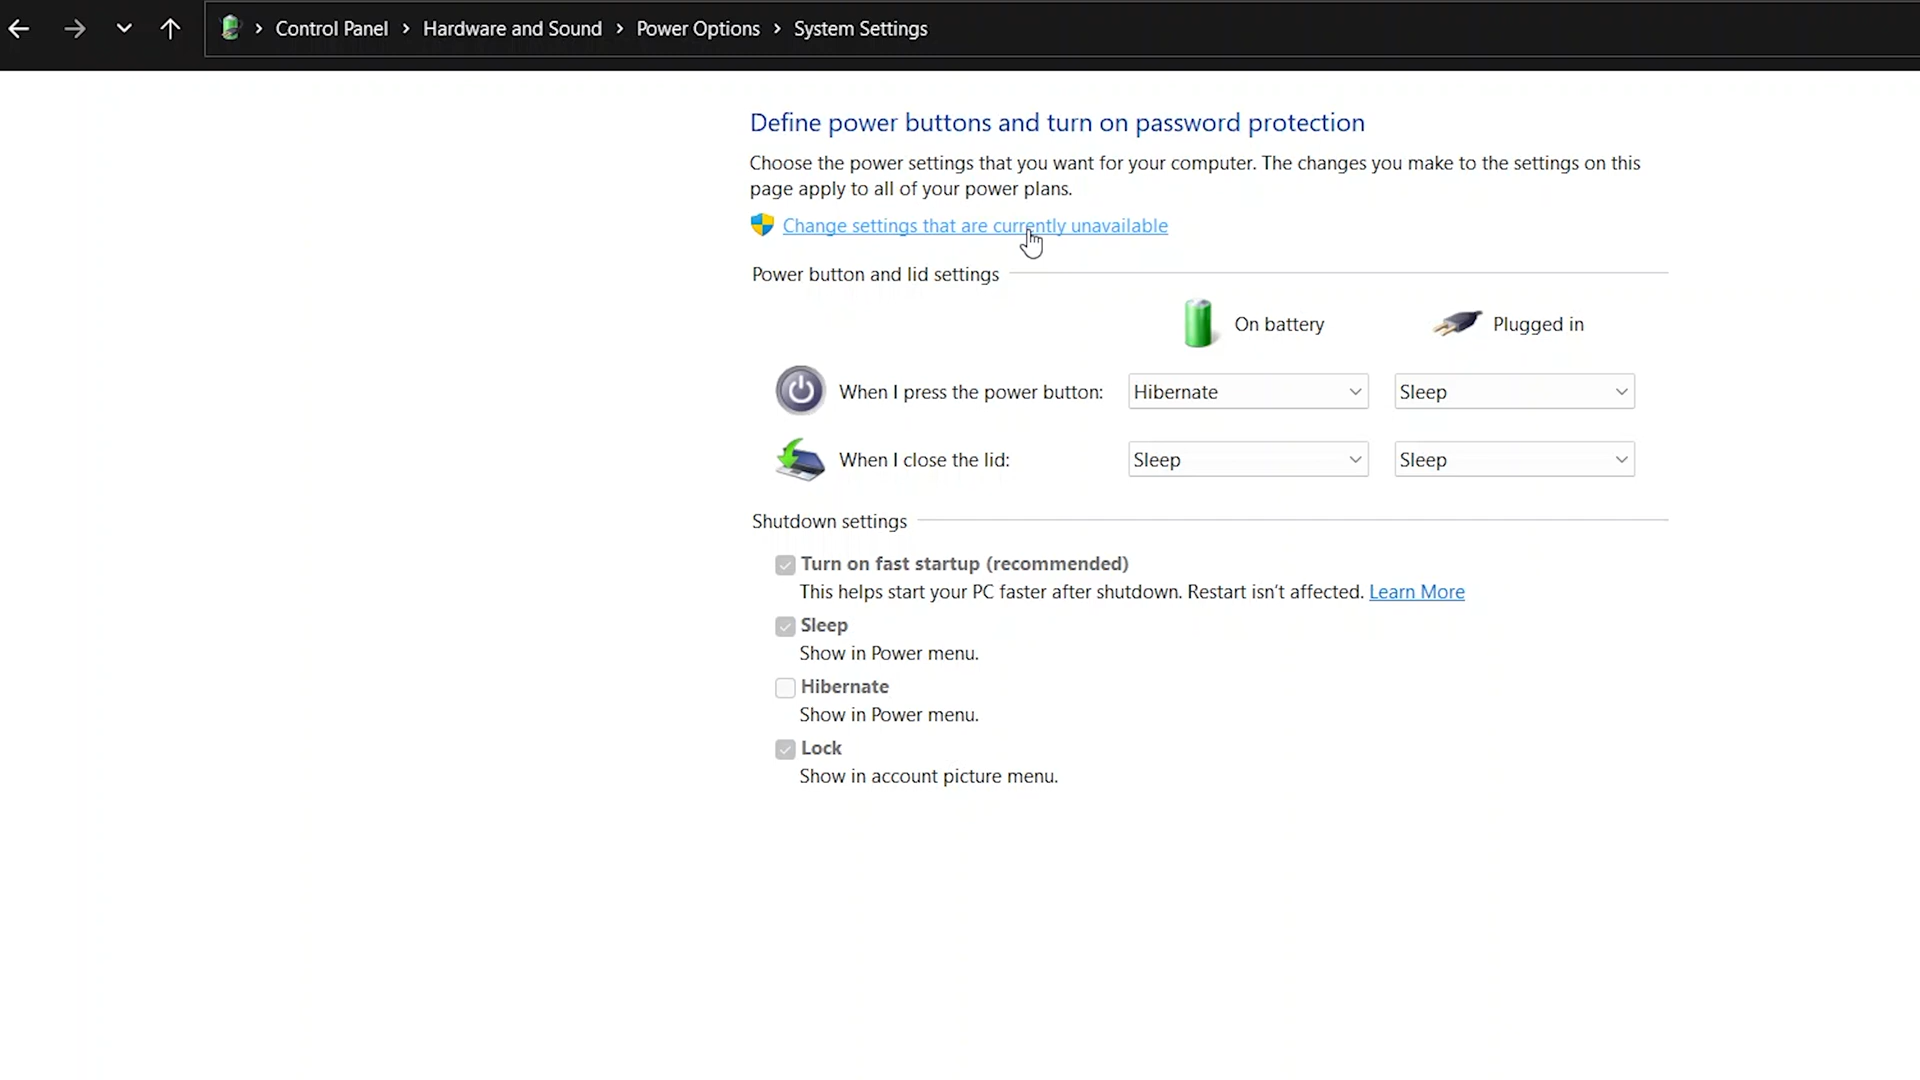 Control Panel > Hardware and Sound > Power Options > System Settings
Define power buttons and turn on password protection
Choose the power settings that you want for your computer. The changes you make to the settings on this
page apply to all of your power plans.
Change settings that are currently unavailable
Power button and lid settings
On battery Plugged in
When I press the power button: Hibernate Sleep
When I close the lid: Sleep Sleep
Shutdown settings
Turn on fast startup (recommended)
This helps start your PC faster after shutdown. Restart isn't affected. Learn More
Sleep
Show in Power menu.
Hibernate
Show in Power menu.
Lock
Show in account picture menu.